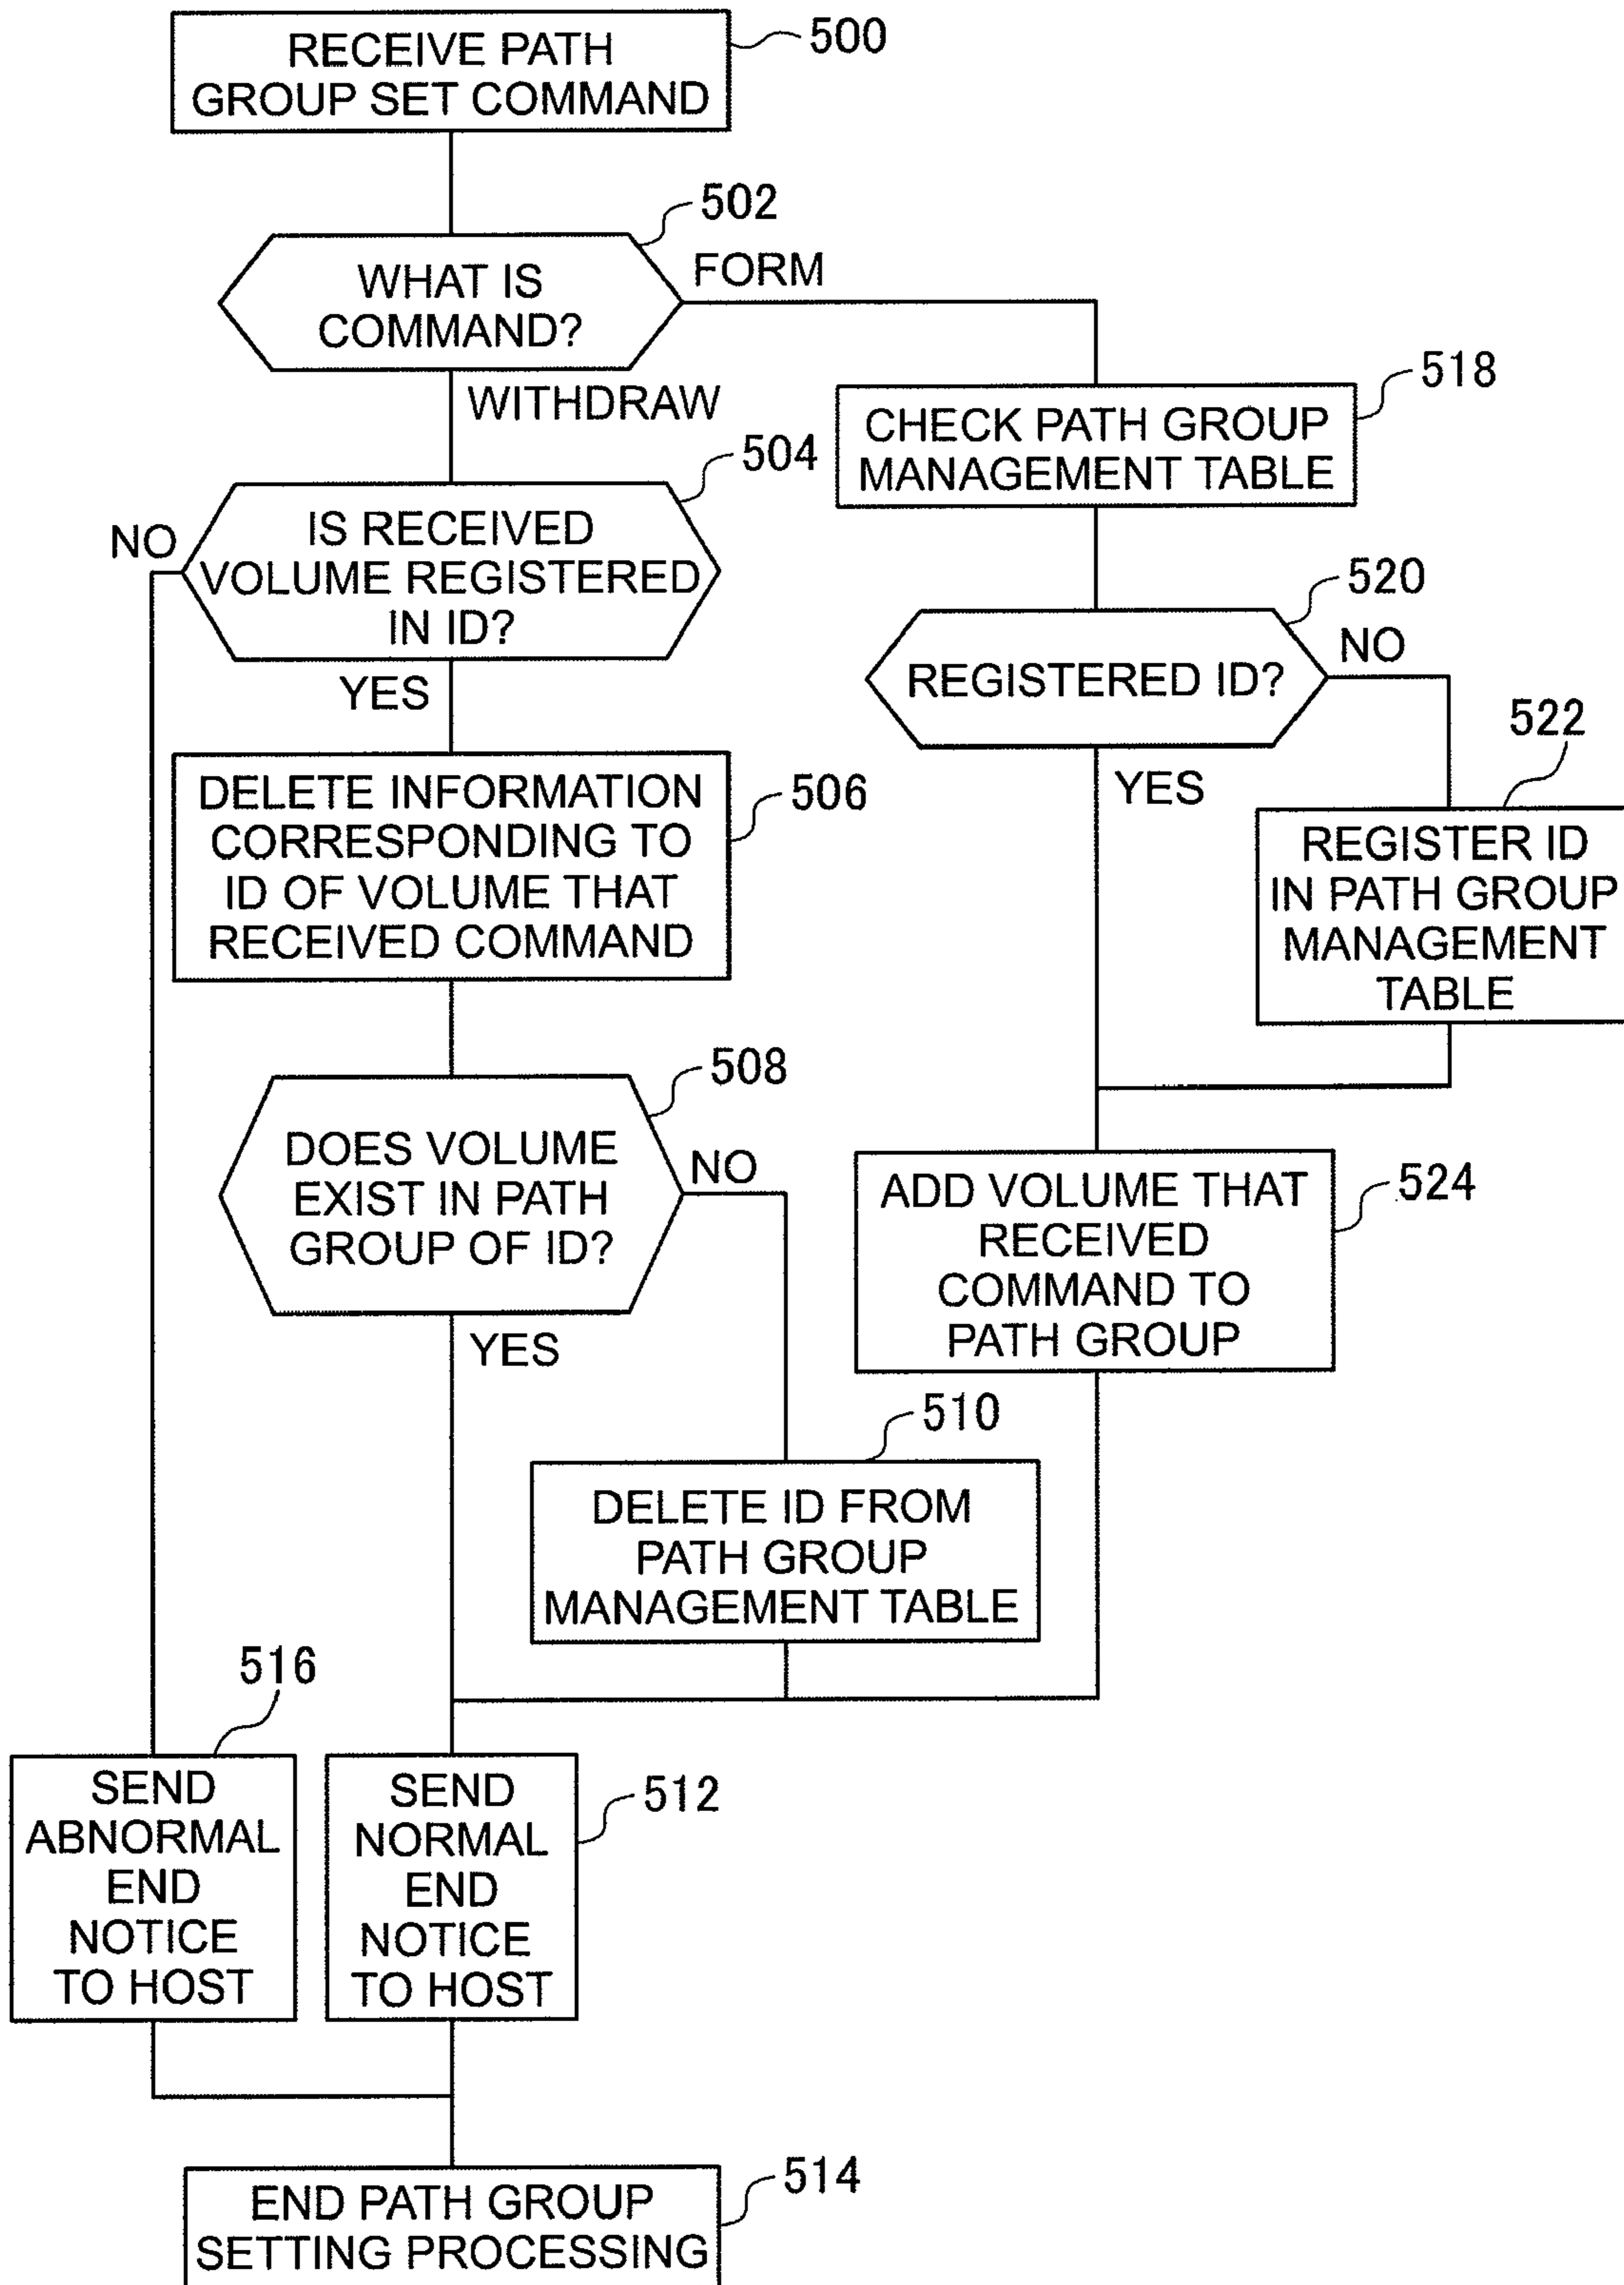 RECEIVE PATH
GROUP SET COMMAND
500
502
WHAT IS
COMMAND?
FORM
WITHDRAW
518
CHECK PATH GROUP
MANAGEMENT TABLE
504
NO
IS RECEIVED
VOLUME REGISTERED
IN ID?
YES
520
REGISTERED ID?
NO
YES
522
REGISTER ID
IN PATH GROUP
MANAGEMENT
TABLE
DELETE INFORMATION
CORRESPONDING TO
ID OF VOLUME THAT
RECEIVED COMMAND
506
508
DOES VOLUME
EXIST IN PATH
GROUP OF ID?
NO
YES
ADD VOLUME THAT
RECEIVED
COMMAND TO
PATH GROUP
524
510
DELETE ID FROM
PATH GROUP
MANAGEMENT TABLE
516
SEND
ABNORMAL
END
NOTICE
TO HOST
SEND
NORMAL
END
NOTICE
TO HOST
512
END PATH GROUP
SETTING PROCESSING
514